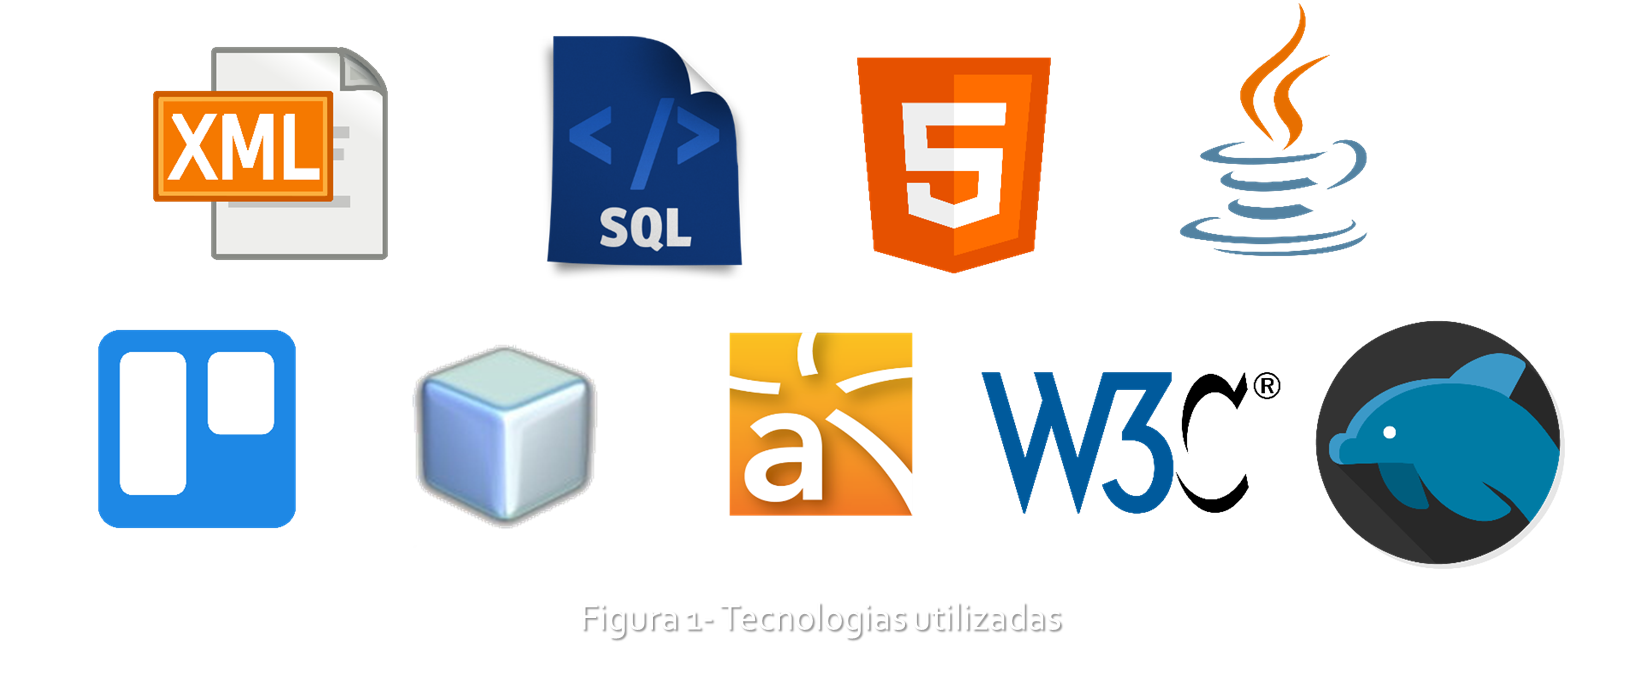 XML
</>
SQL
5
a
W3C®
Figura 1- Tecnologias utilizadas